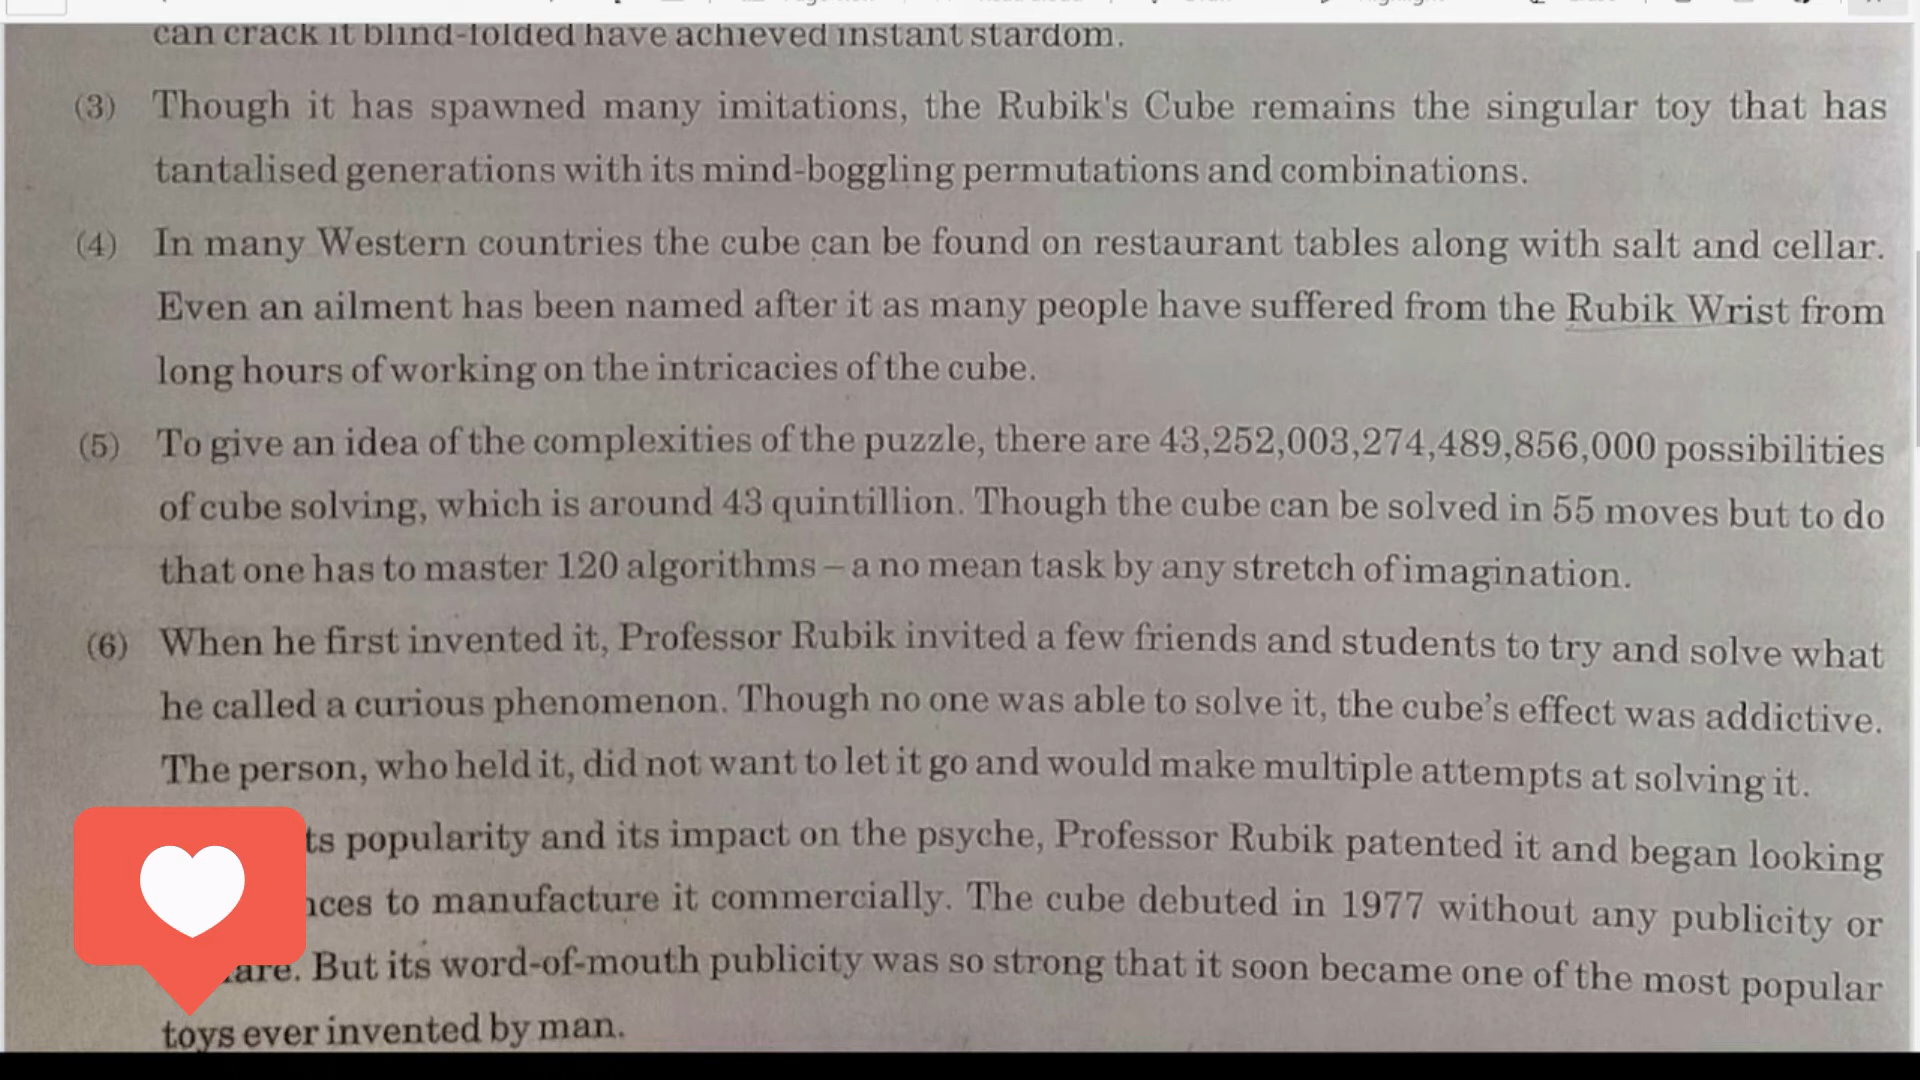 can crack it blind-folded have achieved instant stardom.
(3) Though it has spawned many imitations, the Rubik's Cube remains the singular toy that has
tantalised generations with its mind-boggling permutations and combinations.
(4) In many Western countries the cube can be found on restaurant tables along with salt and cellar.
Even an ailment has been named after it as many people have suffered from the Rubik Wrist from
long hours of working on the intricacies of the cube.
(5) To give an idea of the complexities of the puzzle, there are 43,252,003,274,489,856,000 possibilities
of cube solving, which is around 43 quintillion. Though the cube can be solved in 55 moves but to do
that one has to master 120 algorithms – a no mean task by any stretch of imagination.
(6) When he first invented it, Professor Rubik invited a few friends and students to try and solve what
he called a curious phenomenon. Though no one was able to solve it, the cube's effect was addictive.
The person, who held it, did not want to let it go and would make multiple attempts at solving it.
popularity and its impact on the psyche, Professor Rubik patented it and began looking
to manufacture it commercially. The cube debuted in 1977 without any publicity or
But its word-of-mouth publicity was so strong that it soon became one of the most popular
toys ever invented by man.